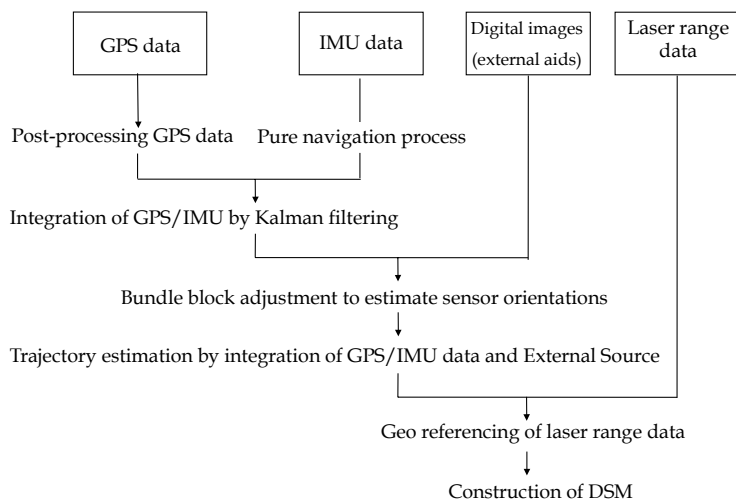 GPS data
IMU data
Digital images
(external aids)
Laser range
data
Post-processing GPS data
Pure navigation process
Integration of GPS/IMU by Kalman filtering
Bundle block adjustment to estimate sensor orientations
Trajectory estimation by integration of GPS/IMU data and External Source
Geo referencing of laser range data
Construction of DSM